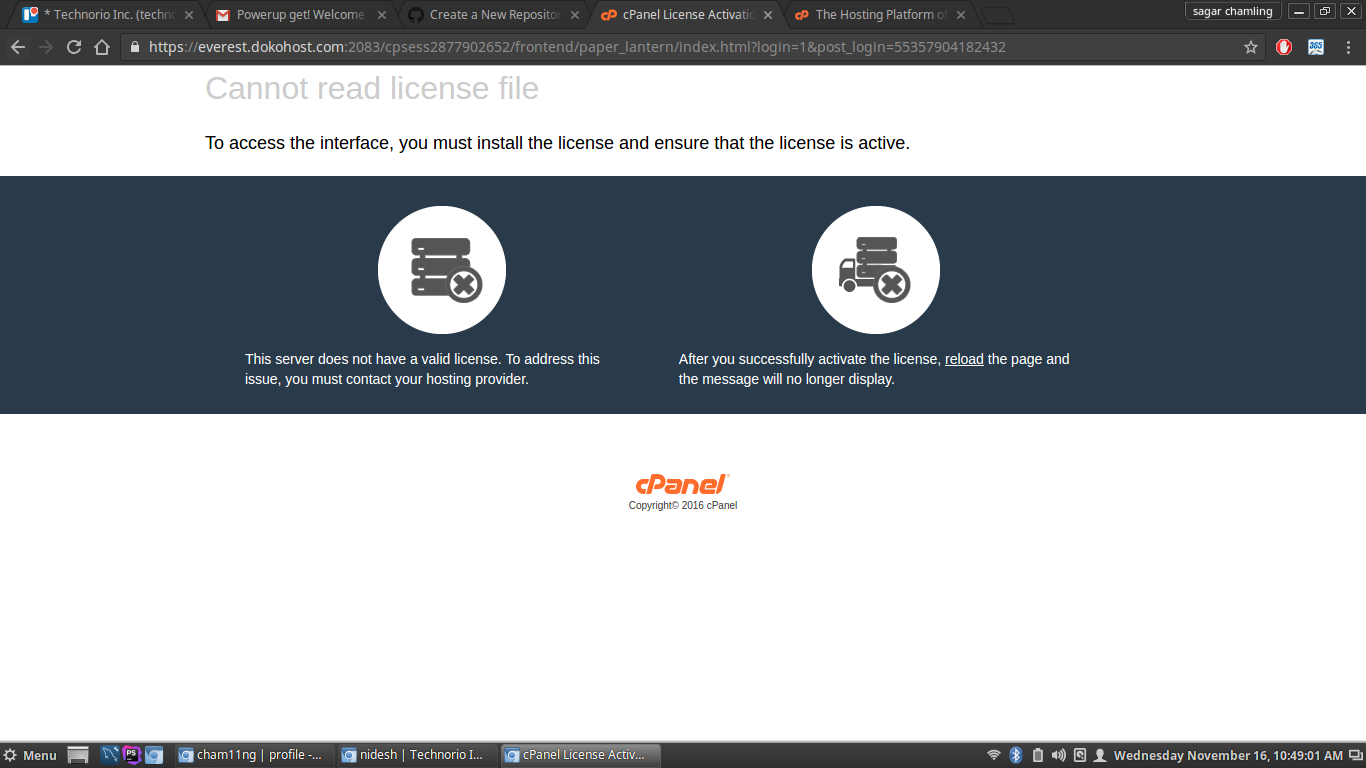 * Technorio Inc. (techno
Powerup get! Welcome
Create a New Repositor
cPanel License Activatio
The Hosting Platform of
sagar chamling
https://everest.dokohost.com:2083/cpsess2877902652/frontend/paper_lantern/index.html?login=1&post_login=55357904182432
365
Cannot read license file
To access the interface, you must install the license and ensure that the license is active.
This server does not have a valid license. To address this
issue, you must contact your hosting provider.
After you successfully activate the license, reload the page and
the message will no longer display.
cPanel®
Copyright© 2016 cPanel
Menu
PS
cham11ng | profile -...
nidesh | Technorio I...
cPanel License Activ...
Wednesday November 16, 10:49:01 AM